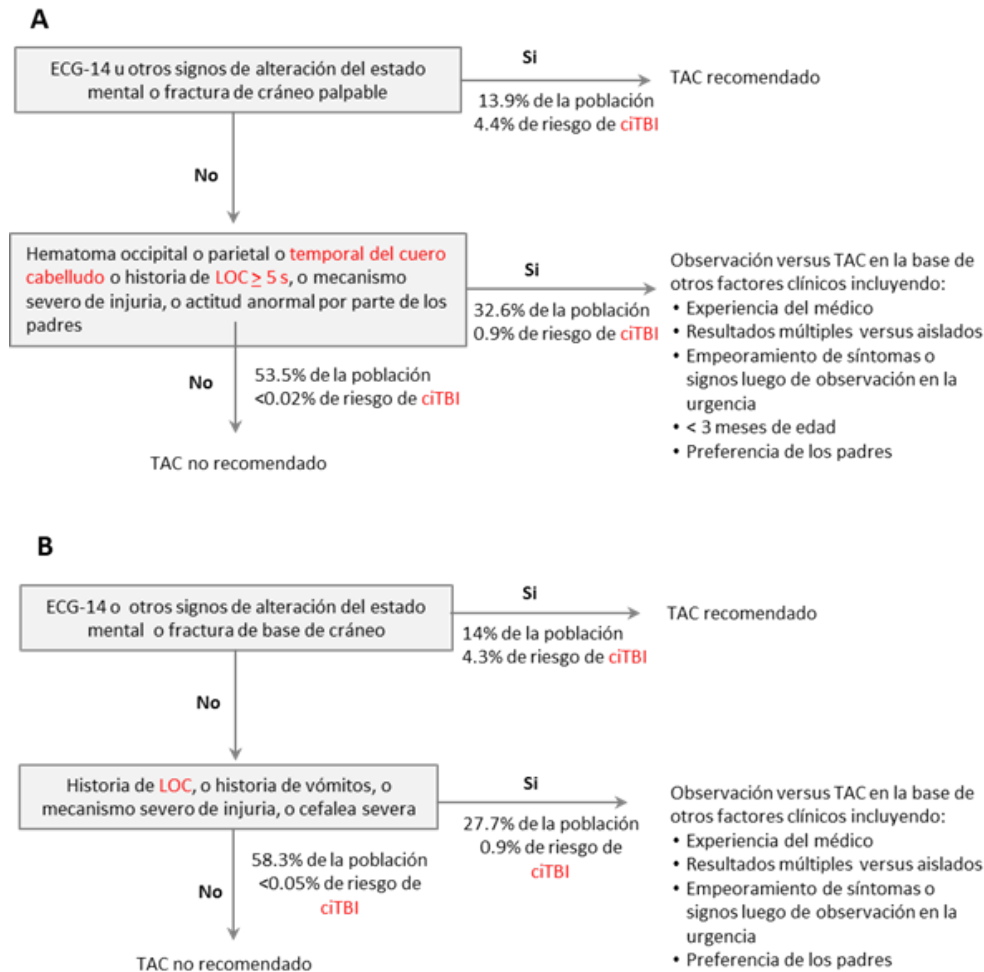 A
ECG-14 u otros signos de alteración del estado
mental o fractura de cráneo palpable
Si
13.9% de la población
4.4% de riesgo de ciTBI
TAC recomendado
No
Hematoma occipital o parietal o temporal del cuero
cabelludo o historia de LOC ≥ 5 s, o mecanismo
severo de injuria, o actitud anormal por parte de los
padres
Si
32.6% de la población
0.9% de riesgo de ciTBI
Observación versus TAC en la base de
otros factores clínicos incluyendo:
• Experiencia del médico
• Resultados múltiples versus aislados
• Empeoramiento de síntomas o
signos luego de observación en la
urgencia
• < 3 meses de edad
• Preferencia de los padres
No
53.5% de la población
<0.02% de riesgo de ciTBI
TAC no recomendado
B
ECG-14 o otros signos de alteración del estado
mental o fractura de base de cráneo
Si
14% de la población
4.3% de riesgo de ciTBI
TAC recomendado
No
Historia de LOC, o historia de vómitos, o
mecanismo severo de injuria, o cefalea severa
Si
27.7% de la población
0.9% de riesgo de
ciTBI
Observación versus TAC en la base de
otros factores clínicos incluyendo:
• Experiencia del médico
• Resultados múltiples versus aislados
• Empeoramiento de síntomas o
signos luego de observación en la
urgencia
• Preferencia de los padres
No
58.3% de la población
<0.05% de riesgo de
ciTBI
TAC no recomendado